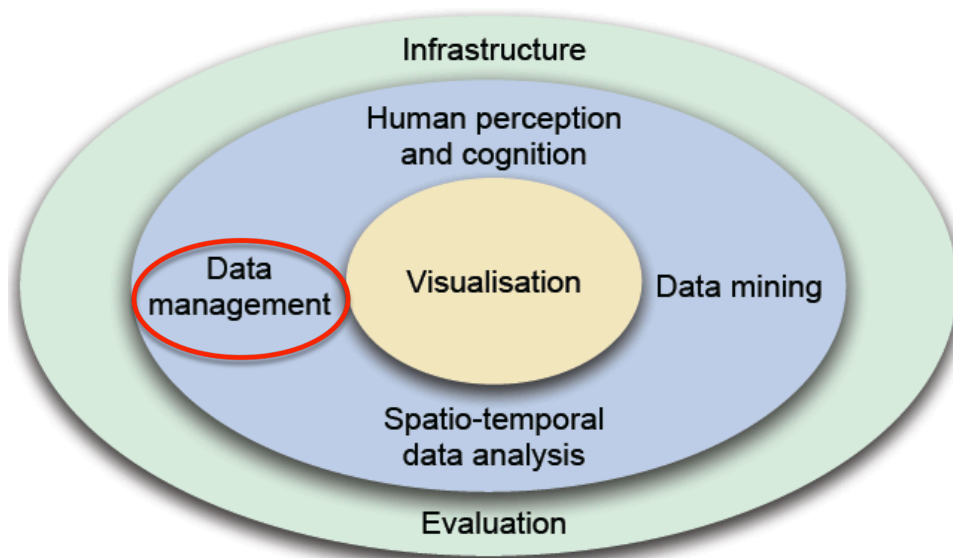 Infrastructure
Human perception
and cognition
Data
management
Visualisation
Data mining
Spatio-temporal
data analysis
Evaluation